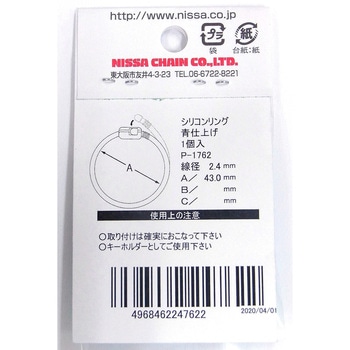 http://www.nissa.co.jp
プラ
袋
台紙:紙
NISSA CHAIN CO.,LTD.
東大阪市友井4-3-23 TEL.06-6722-8221
シリコンリング
青仕上げ
1個入
P-1762
線径 2.4 mm
A/ 43.0 mm
B/ mm
C/ mm
A
使用上の注意
○取り付けは確実におこなって下さい
○キーホルダーとしてご使用下さい
4968462247622
2020/04/01